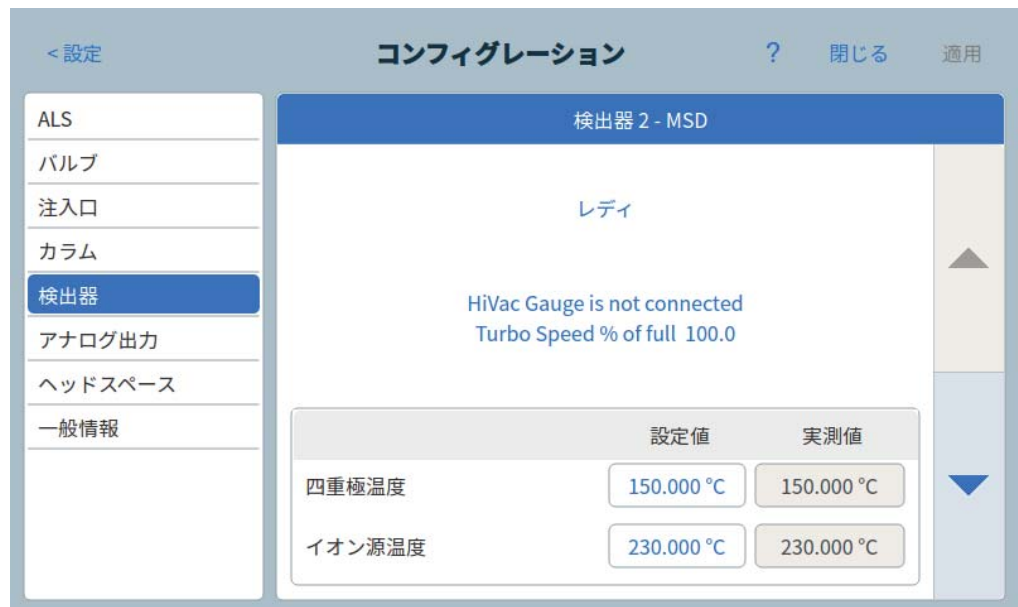 < 設定 コンフィグレーション ? 閉じる 適用
ALS
バルブ
注入口
カラム
検出器
アナログ出力
ヘッドスペース
一般情報
検出器 2 - MSD
レディ
HiVac Gauge is not connected
Turbo Speed % of full 100.0
設定値 実測値
四重極温度 150.000 °C 150.000 °C
イオン源温度 230.000 °C 230.000 °C